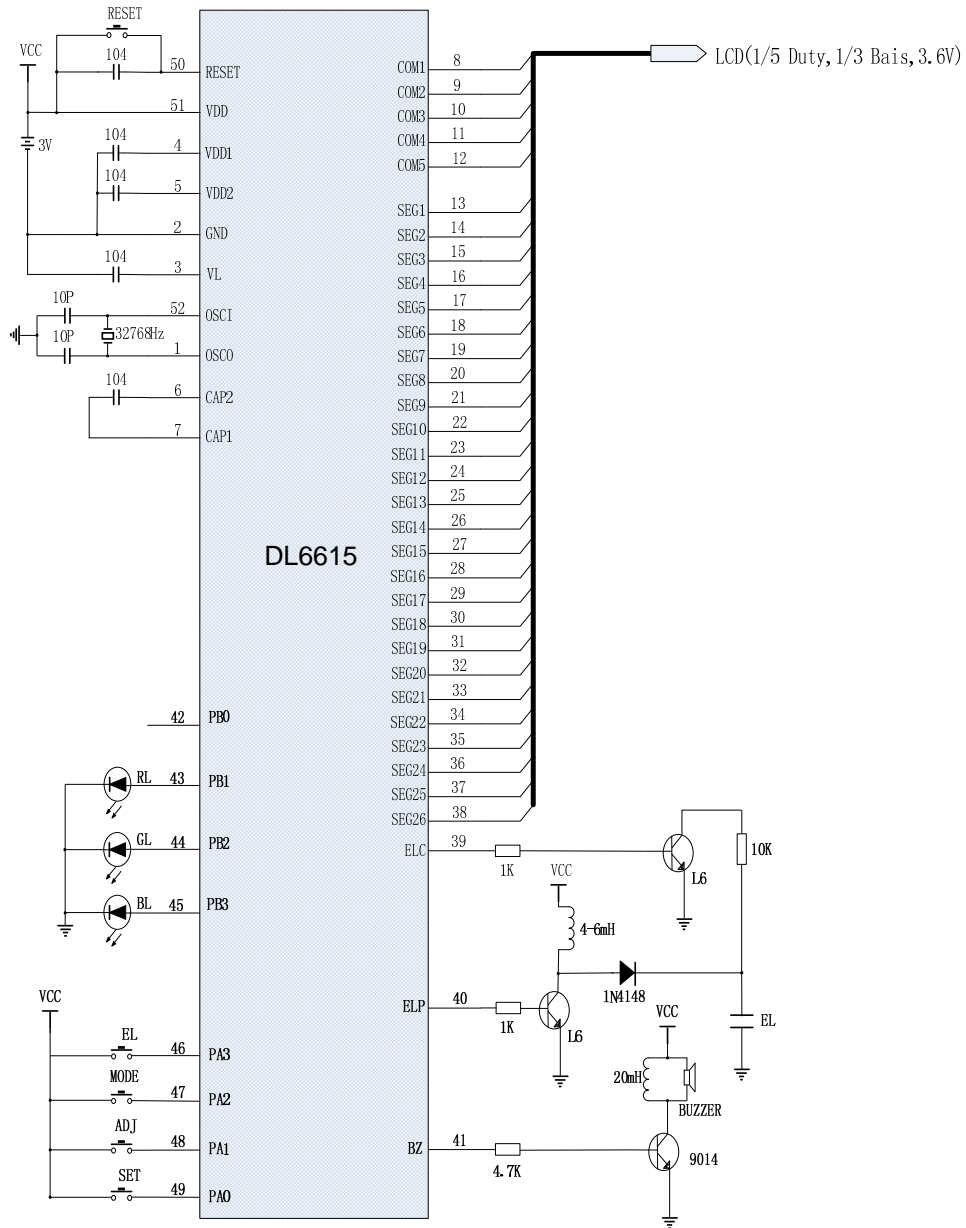 RESET
VCC
104
50
RESET
51
VDD
3V
104
4
VDD1
104
5
VDD2
2
GND
104
3
VL
10P
52
OSCI
32768Hz
10P
1
OSCO
104
6
CAP2
7
CAP1
DL6615
42
PB0
RL
43
PB1
GL
44
PB2
BL
45
PB3
VCC
EL
46
PA3
MODE
47
PA2
ADJ
48
PA1
SET
49
PA0
COM1
8
COM2
9
COM3
10
COM4
11
COM5
12
LCD(1/5 Duty,1/3 Bais,3.6V)
SEG1
13
SEG2
14
SEG3
15
SEG4
16
SEG5
17
SEG6
18
SEG7
19
SEG8
20
SEG9
21
SEG10
22
SEG11
23
SEG12
24
SEG13
25
SEG14
26
SEG15
27
SEG16
28
SEG17
29
SEG18
30
SEG19
31
SEG20
32
SEG21
33
SEG22
34
SEG23
35
SEG24
36
SEG25
37
SEG26
38
ELC
39
1K
L6
10K
VCC
4-6mH
1N4148
ELP
40
1K
L6
EL
VCC
20mH
BUZZER
BZ
41
4.7K
9014